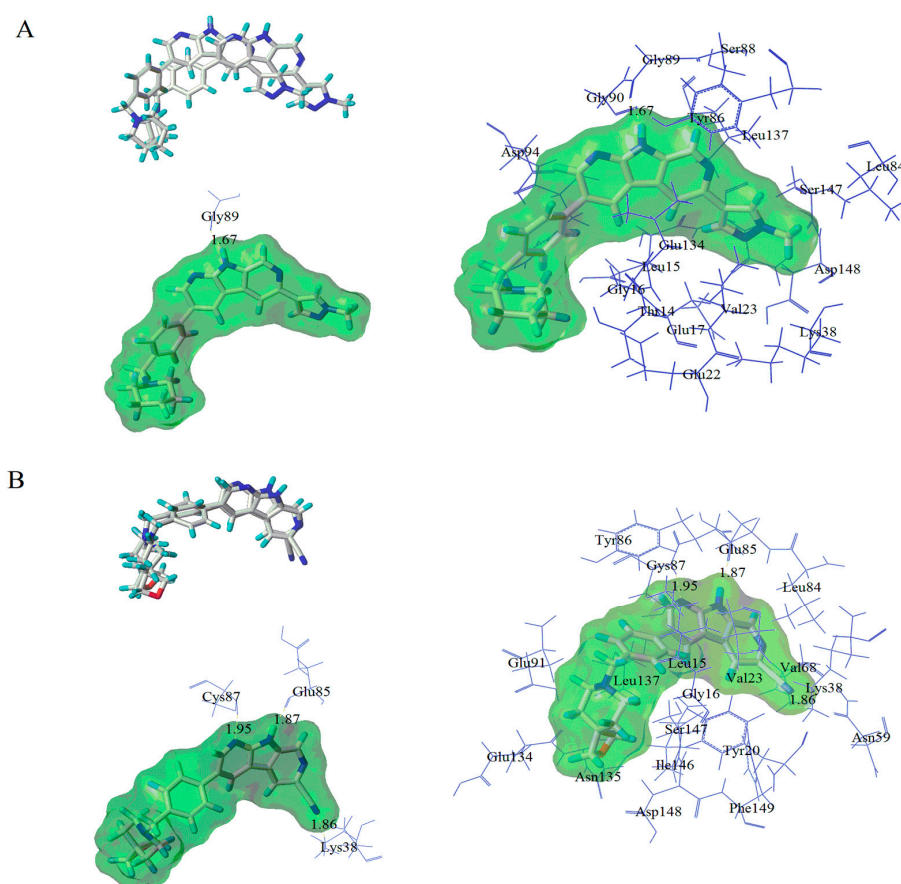 A
Gly89
1.67
Ser88
Gly89
Gly90
1.67
Tyr86
Leu137
Asp94
Leu84
Ser147
Glu134
Leu15
Asp148
Gly16
Thr14
Val23
Glu17
Lys38
Glu22
B
Cys87
Glu85
1.87
1.95
1.86
Lys38
Tyr86
Glu85
Gys87
1.87
1.95
Leu84
Glu91
Leu15
Val68
Leu137
Val23
Lys38
Gly16
1.86
Ser147
Asn59
Glu134
Tyr20
Ile146
Asn135
Asp148
Phe149